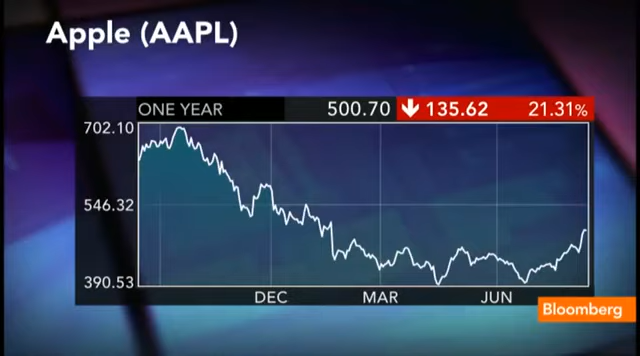 Apple (AAPL)
ONE YEAR 500.70 135.62 21.31%
702.10
546.32
390.53
DEC MAR JUN
Bloomberg